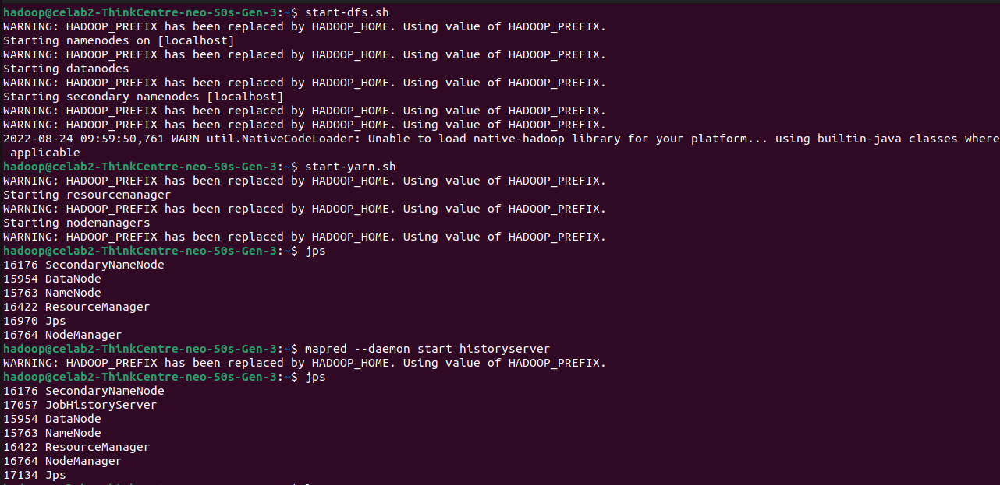 hadoop@celab2-ThinkCentre-neo-50s-Gen-3:~$ start-dfs.sh
WARNING: HADOOP_PREFIX has been replaced by HADOOP_HOME. Using value of HADOOP_PREFIX.
Starting namenodes on [localhost]
WARNING: HADOOP_PREFIX has been replaced by HADOOP_HOME. Using value of HADOOP_PREFIX.
Starting datanodes
WARNING: HADOOP_PREFIX has been replaced by HADOOP_HOME. Using value of HADOOP_PREFIX.
Starting secondary namenodes [localhost]
WARNING: HADOOP_PREFIX has been replaced by HADOOP_HOME. Using value of HADOOP_PREFIX.
WARNING: HADOOP_PREFIX has been replaced by HADOOP_HOME. Using value of HADOOP_PREFIX.
2022-08-24 09:59:50,761 WARN util.NativeCodeLoader: Unable to load native-hadoop library for your platform... using builtin-java classes where
 applicable
hadoop@celab2-ThinkCentre-neo-50s-Gen-3:~$ start-yarn.sh
WARNING: HADOOP_PREFIX has been replaced by HADOOP_HOME. Using value of HADOOP_PREFIX.
Starting resourcemanager
WARNING: HADOOP_PREFIX has been replaced by HADOOP_HOME. Using value of HADOOP_PREFIX.
Starting nodemanagers
WARNING: HADOOP_PREFIX has been replaced by HADOOP_HOME. Using value of HADOOP_PREFIX.
hadoop@celab2-ThinkCentre-neo-50s-Gen-3:~$ jps
16176 SecondaryNameNode
15954 DataNode
15763 NameNode
16422 ResourceManager
16970 Jps
16764 NodeManager
hadoop@celab2-ThinkCentre-neo-50s-Gen-3:~$ mapred --daemon start historyserver
WARNING: HADOOP_PREFIX has been replaced by HADOOP_HOME. Using value of HADOOP_PREFIX.
hadoop@celab2-ThinkCentre-neo-50s-Gen-3:~$ jps
16176 SecondaryNameNode
17057 JobHistoryServer
15954 DataNode
15763 NameNode
16422 ResourceManager
16764 NodeManager
17134 Jps